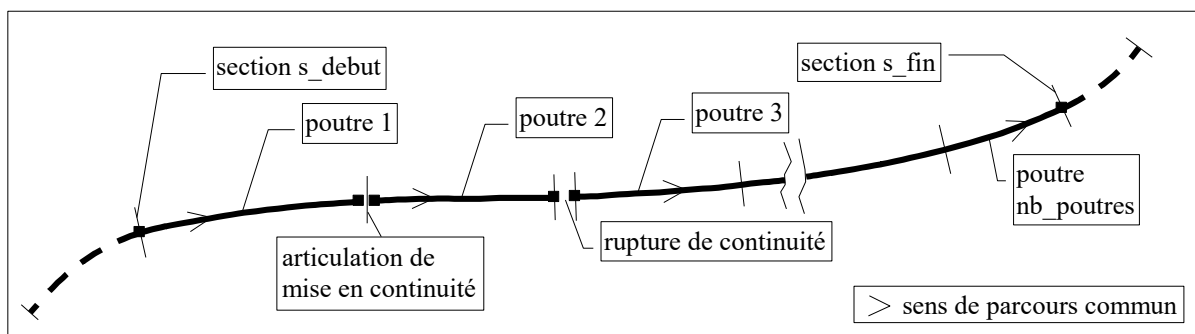 section s_debut
section s_fin
poutre 1
poutre 2
poutre 3
poutre
nb_poutres
articulation de
mise en continuité
rupture de continuité
> sens de parcours commun